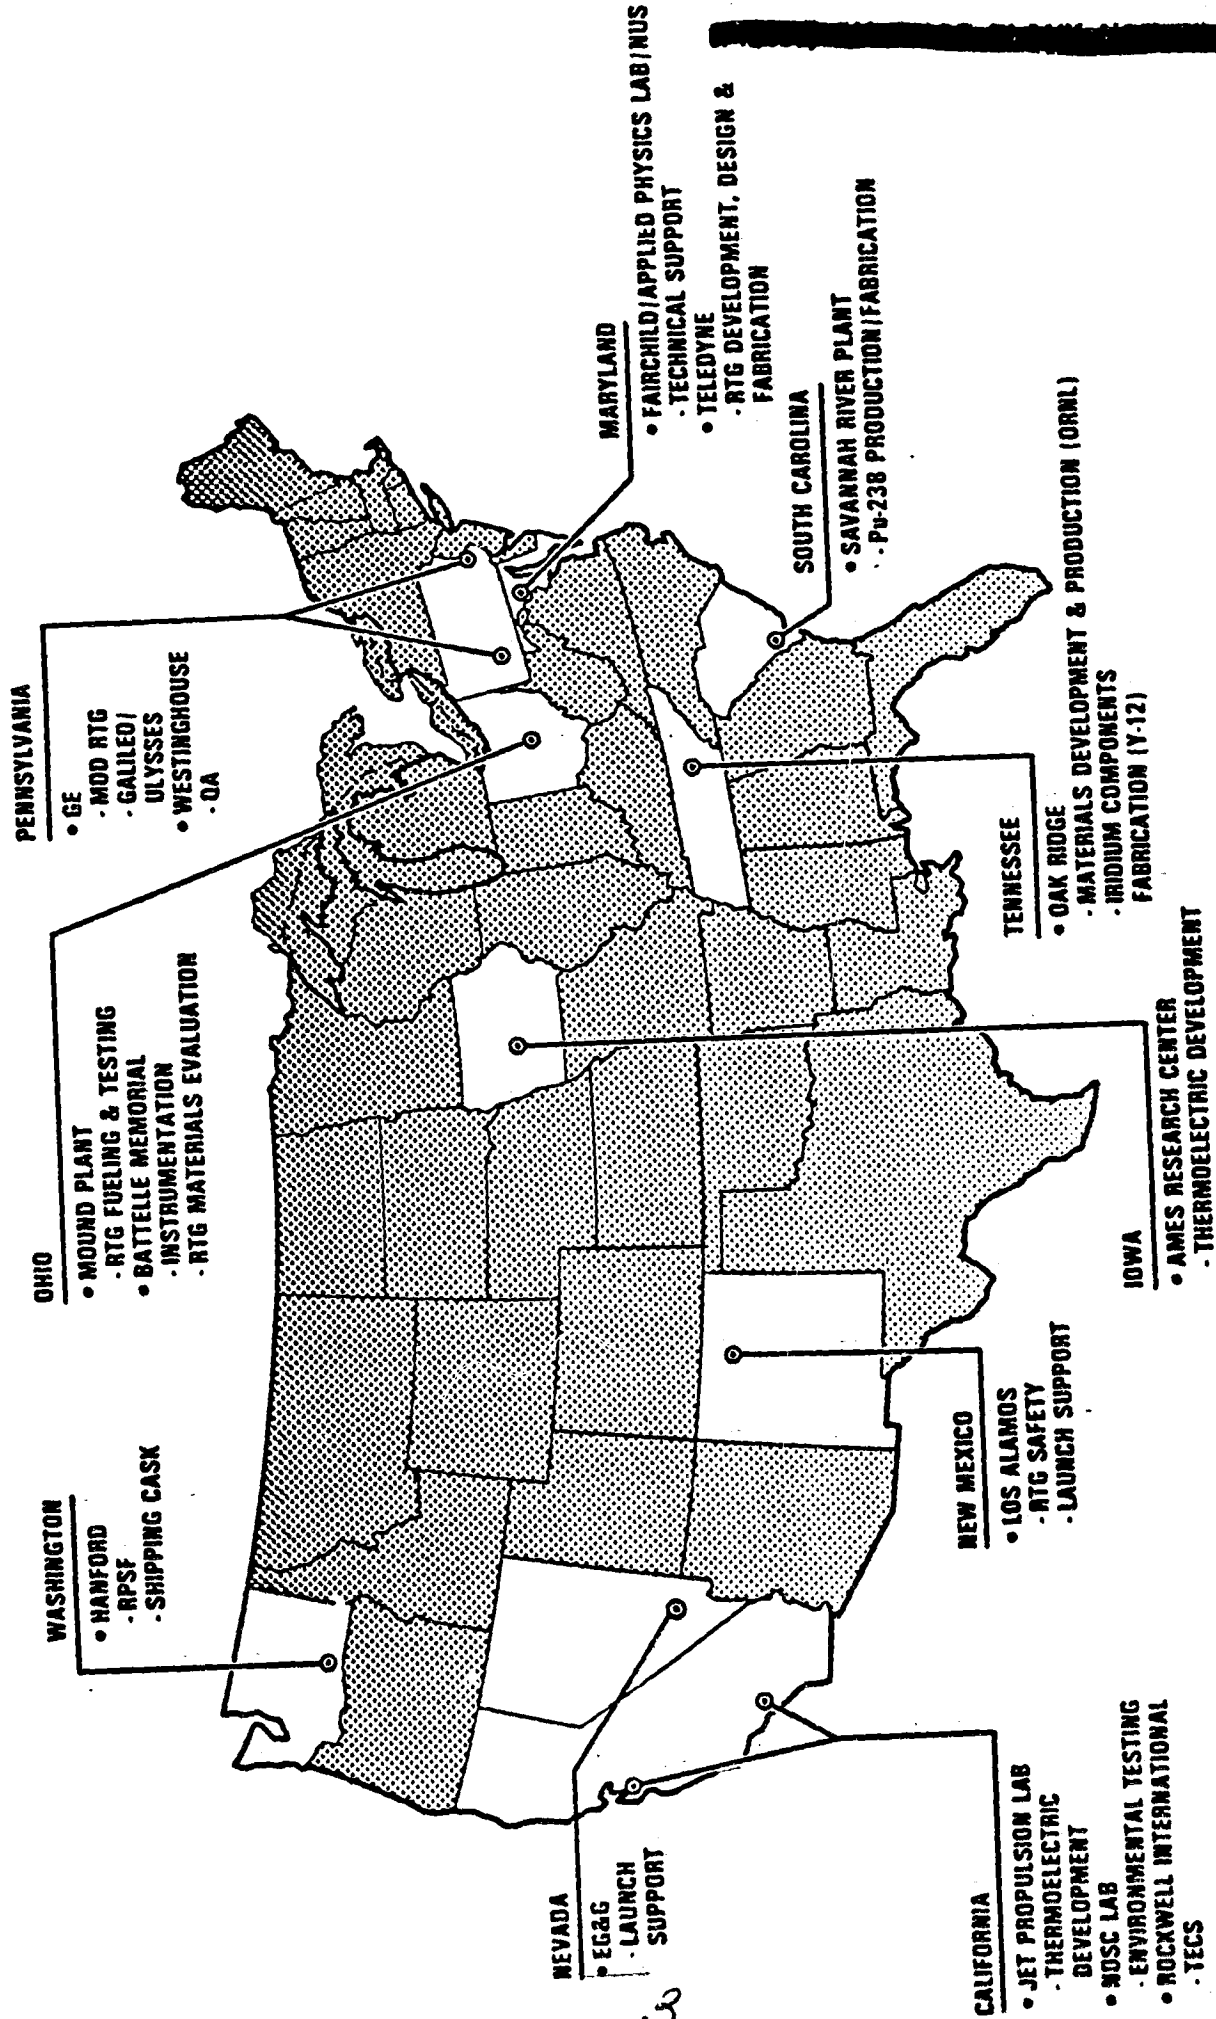 WASHINGTON
• HANFORD
- RPSF
- SHIPPING CASK
OHIO
• MOUND PLANT
- RTG FUELING & TESTING
• BATTELLE MEMORIAL
- INSTRUMENTATION
- RTG MATERIALS EVALUATION
PENNSYLVANIA
• GE
- MOD RTG
- GALILEO/
ULYSSES
• WESTINGHOUSE
- QA
MARYLAND
• FAIRCHILD/APPLIED PHYSICS LAB/NUS
- TECHNICAL SUPPORT
• TELEDYNE
- RTG DEVELOPMENT, DESIGN &
FABRICATION
SOUTH CAROLINA
• SAVANNAH RIVER PLANT
- Pu-238 PRODUCTION/FABRICATION
TENNESSEE
• OAK RIDGE
- MATERIALS DEVELOPMENT & PRODUCTION (ORNL)
- IRIDIUM COMPONENTS
FABRICATION (Y-12)
IOWA
• AMES RESEARCH CENTER
- THERMOELECTRIC DEVELOPMENT
NEW MEXICO
• LOS ALAMOS
- RTG SAFETY
- LAUNCH SUPPORT
NEVADA
• EG&G
- LAUNCH
SUPPORT
CALIFORNIA
• JET PROPULSION LAB
- THERMOELECTRIC
DEVELOPMENT
• NOSC LAB
- ENVIRONMENTAL TESTING
• ROCKWELL INTERNATIONAL
- TECS